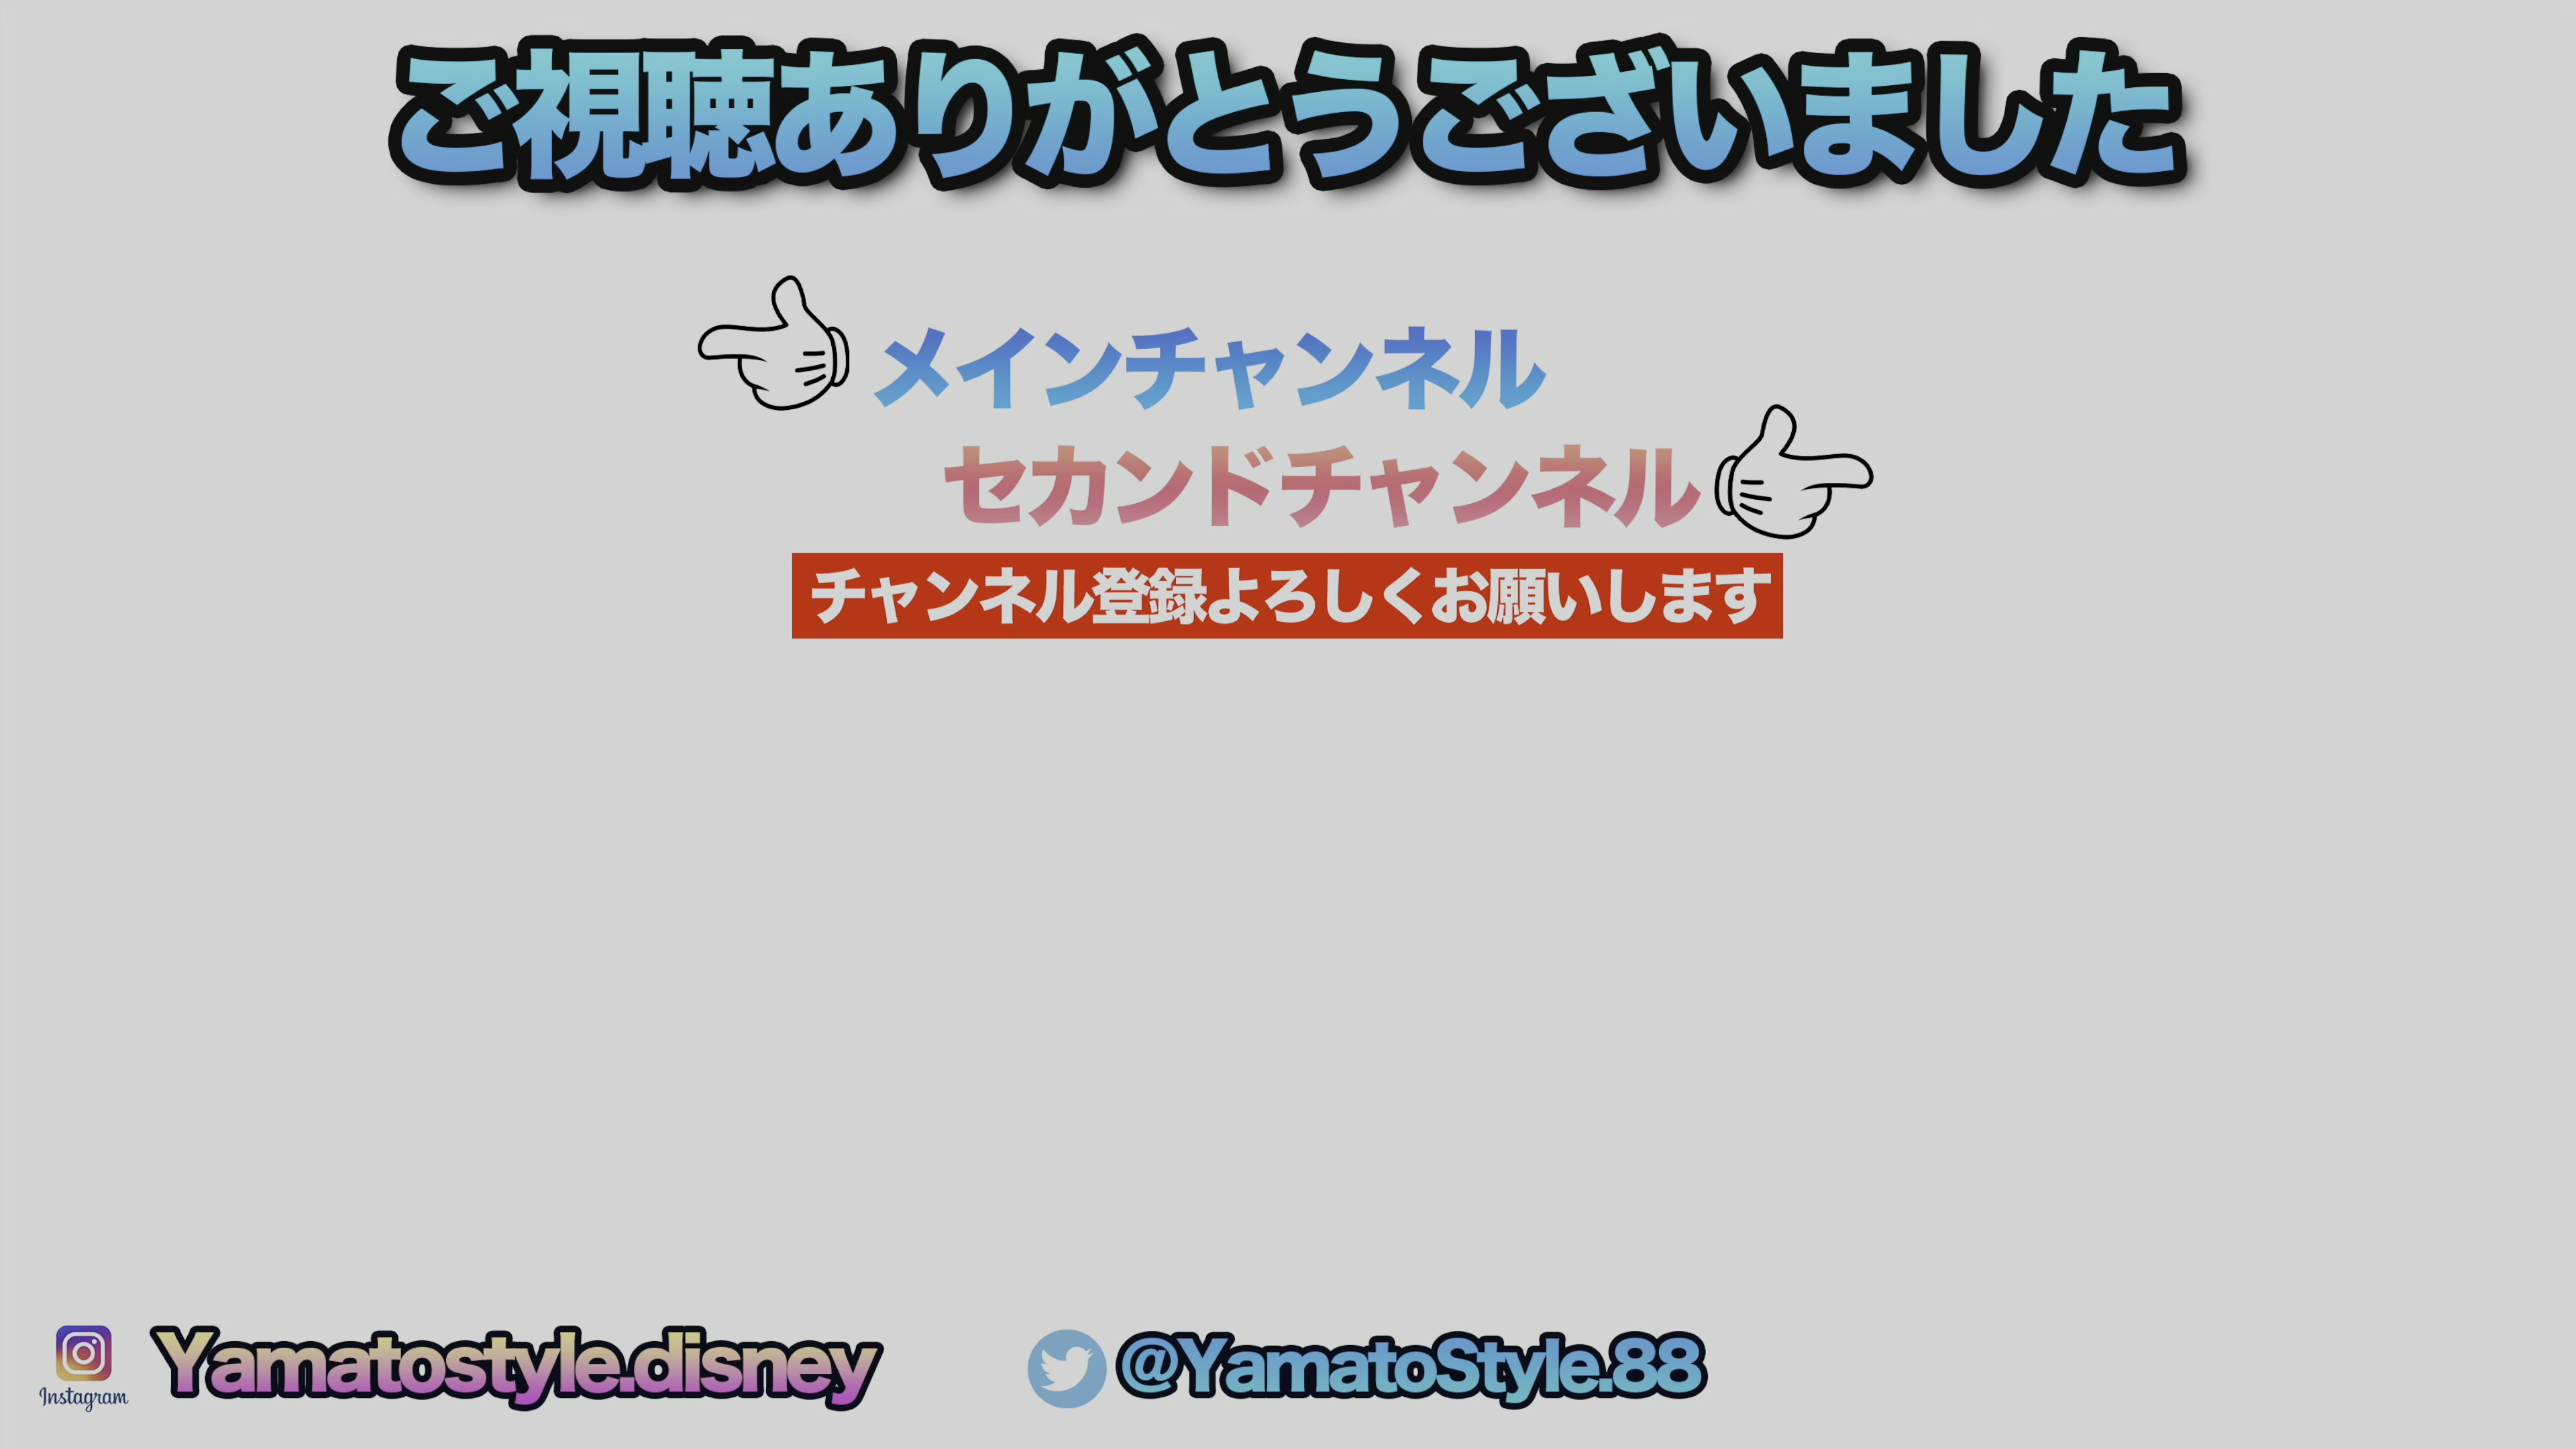 ご視聴ありがとうございました
メインチャンネル
セカンドチャンネル
チャンネル登録よろしくお願いします
Instagram
Yamatostyle.disney
@YamatoStyle.88